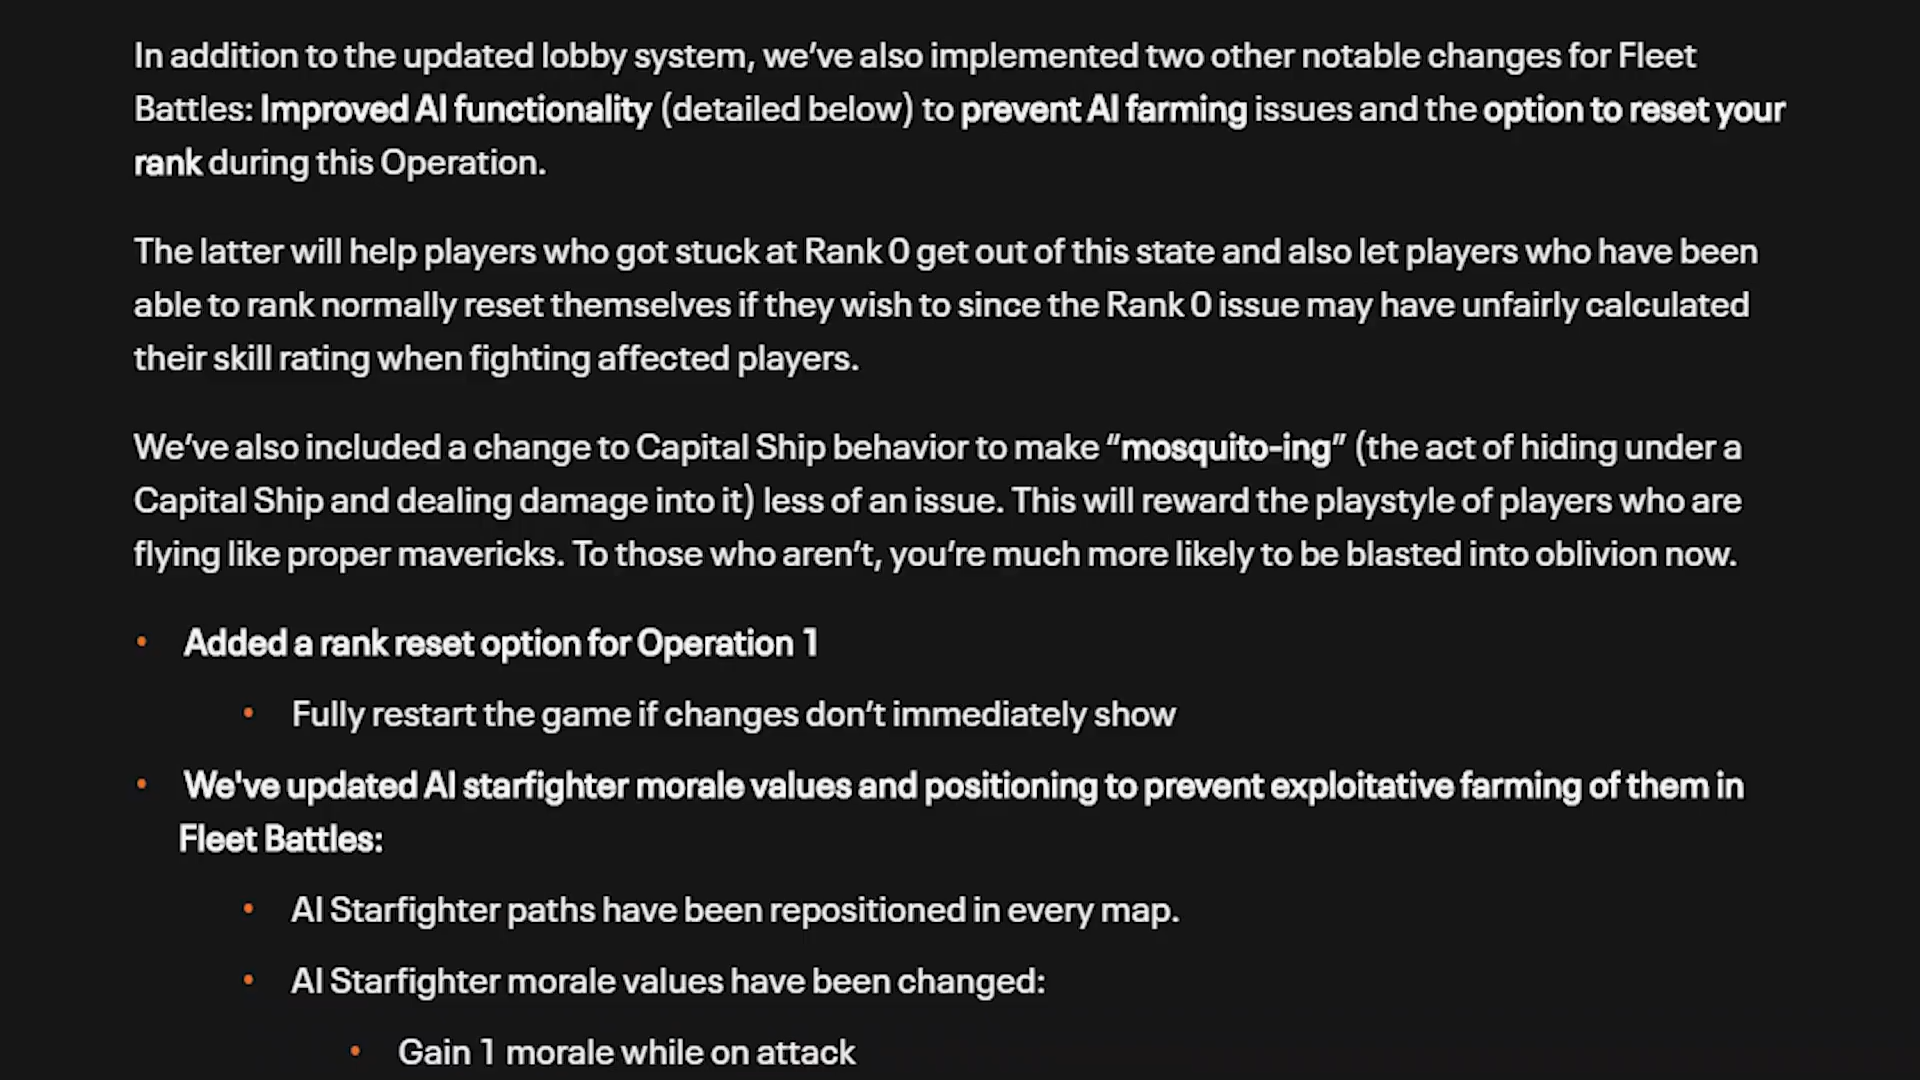 In addition to the updated lobby system, we’ve also implemented two other notable changes for Fleet
Battles: Improved AI functionality (detailed below) to prevent AI farming issues and the option to reset your
rank during this Operation.
The latter will help players who got stuck at Rank 0 get out of this state and also let players who have been
able to rank normally reset themselves if they wish to since the Rank 0 issue may have unfairly calculated
their skill rating when fighting affected players.
We’ve also included a change to Capital Ship behavior to make “mosquito-ing” (the act of hiding under a
Capital Ship and dealing damage into it) less of an issue. This will reward the playstyle of players who are
flying like proper mavericks. To those who aren’t, you’re much more likely to be blasted into oblivion now.
• Added a rank reset option for Operation 1
• Fully restart the game if changes don’t immediately show
• We've updated AI starfighter morale values and positioning to prevent exploitative farming of them in
Fleet Battles:
• AI Starfighter paths have been repositioned in every map.
• AI Starfighter morale values have been changed:
• Gain 1 morale while on attack